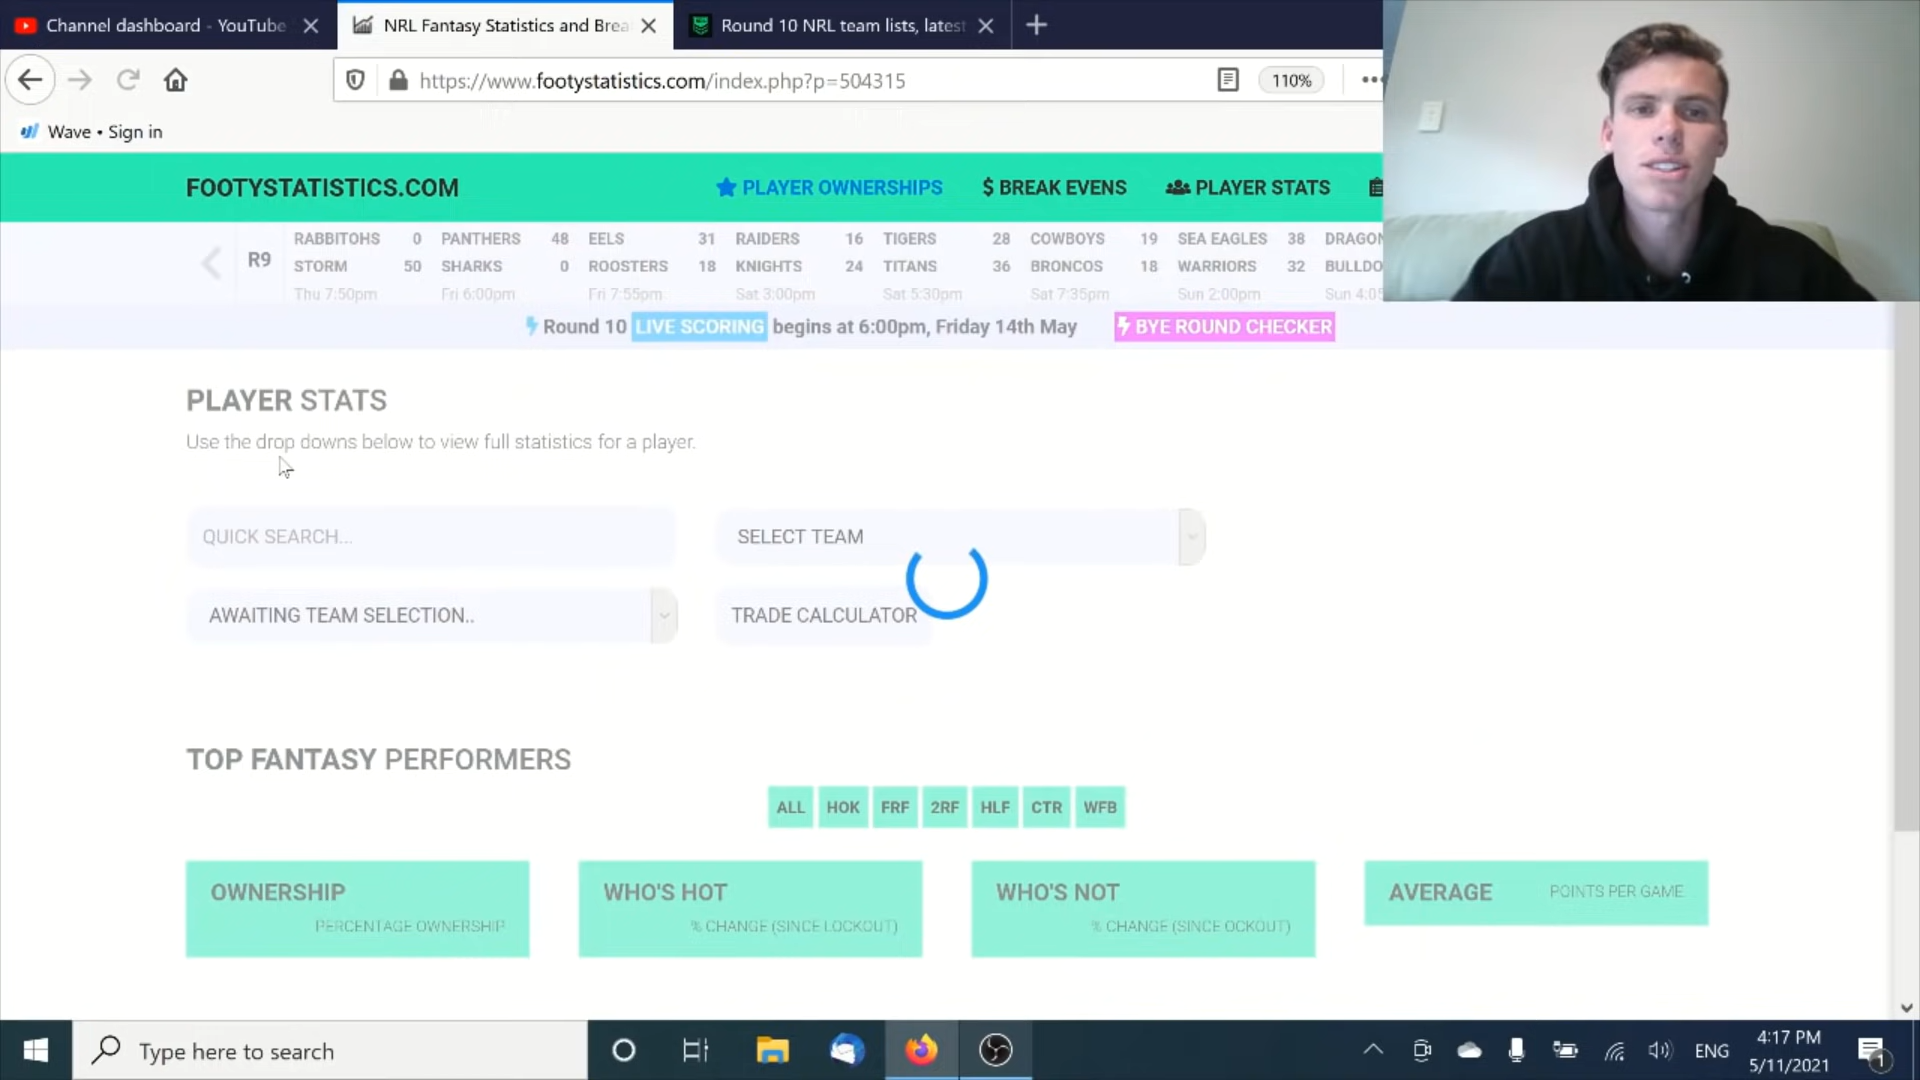 Channel dashboard - YouTube
NRL Fantasy Statistics and Brea
Round 10 NRL team lists, latest
https://www.footystatistics.com/index.php?p=504315
110%
Wave • Sign in
FOOTYSTATISTICS.COM
PLAYER OWNERSHIPS
$ BREAK EVENS
PLAYER STATS
R9
RABBITOHS 0 PANTHERS 48 EELS 31 RAIDERS 16 TIGERS 28 COWBOYS 19 SEA EAGLES 38 DRAGON
STORM 50 SHARKS 0 ROOSTERS 18 KNIGHTS 24 TITANS 36 BRONCOS 18 WARRIORS 32 BULLDO
Thu 7:50pm Fri 6:00pm Fri 7:55pm Sat 3:00pm Sat 5:30pm Sat 7:35pm Sun 2:00pm Sun 4:05
Round 10 LIVE SCORING begins at 6:00pm, Friday 14th May
BYE ROUND CHECKER
PLAYER STATS
Use the drop downs below to view full statistics for a player.
QUICK SEARCH...
SELECT TEAM
AWAITING TEAM SELECTION..
TRADE CALCULATOR
TOP FANTASY PERFORMERS
ALL HOK FRF 2RF HLF CTR WFB
OWNERSHIP
PERCENTAGE OWNERSHIP
WHO'S HOT
% CHANGE (SINCE LOCKOUT)
WHO'S NOT
% CHANGE (SINCE OCKOUT)
AVERAGE
POINTS PER GAME
Type here to search
ENG
4:17 PM
5/11/2021
1